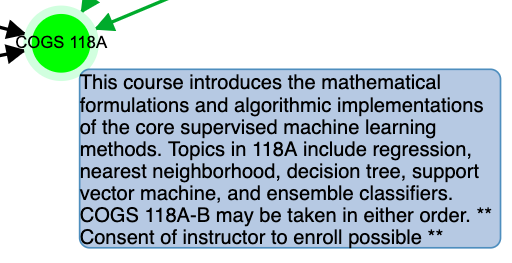 COGS 118A
This course introduces the mathematical
formulations and algorithmic implementations
of the core supervised machine learning
methods. Topics in 118A include regression,
nearest neighborhood, decision tree, support
vector machine, and ensemble classifiers.
COGS 118A-B may be taken in either order. **
Consent of instructor to enroll possible **